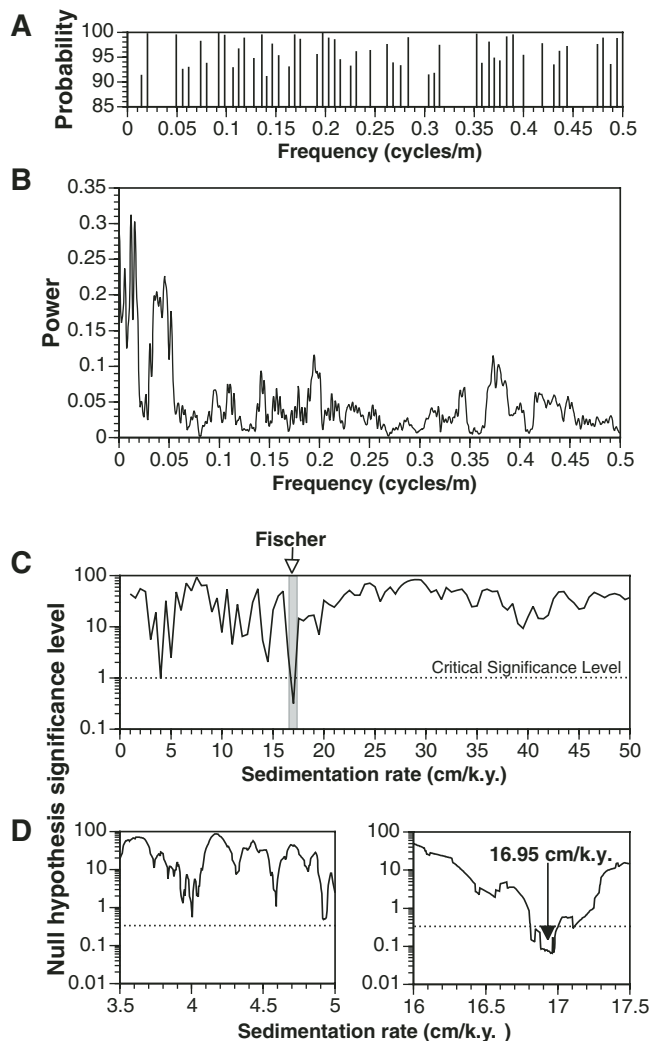 A
Probability
100
95
90
85
0 0.05 0.1 0.15 0.2 0.25 0.3 0.35 0.4 0.45 0.5
Frequency (cycles/m)
B
Power
0.35
0.3
0.25
0.2
0.15
0.1
0.05
0
0 0.05 0.1 0.15 0.2 0.25 0.3 0.35 0.4 0.45 0.5
Frequency (cycles/m)
Fischer
C
100
10
1
0.1
Critical Significance Level
0 5 10 15 20 25 30 35 40 45 50
Sedimentation rate (cm/k.y.)
Null hypothesis significance level
D
100
10
1
0.1
0.01
3.5 4 4.5 5
100
10
1
0.1
0.01
16.95 cm/k.y.
16 16.5 17 17.5
Sedimentation rate (cm/k.y. )